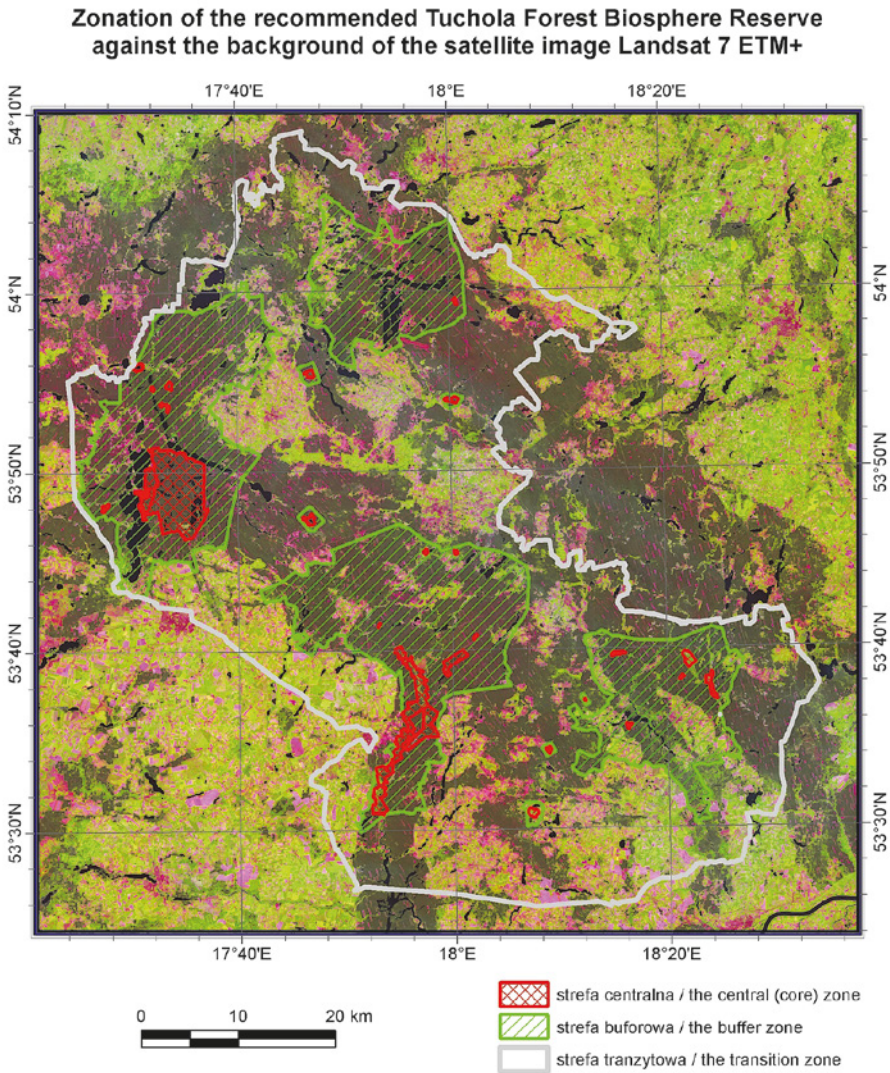 Zonation of the recommended Tuchola Forest Biosphere Reserve
against the background of the satellite image Landsat 7 ETM+
17°40'E 18°E 18°20'E
54°10'N
54°N 54°N
53°50'N 53°50'N
53°40'N 53°40'N
53°30'N 53°30'N
17°40'E 18°E 18°20'E
0 10 20 km
strefa centralna / the central (core) zone
strefa buforowa / the buffer zone
strefa tranzytowa / the transition zone